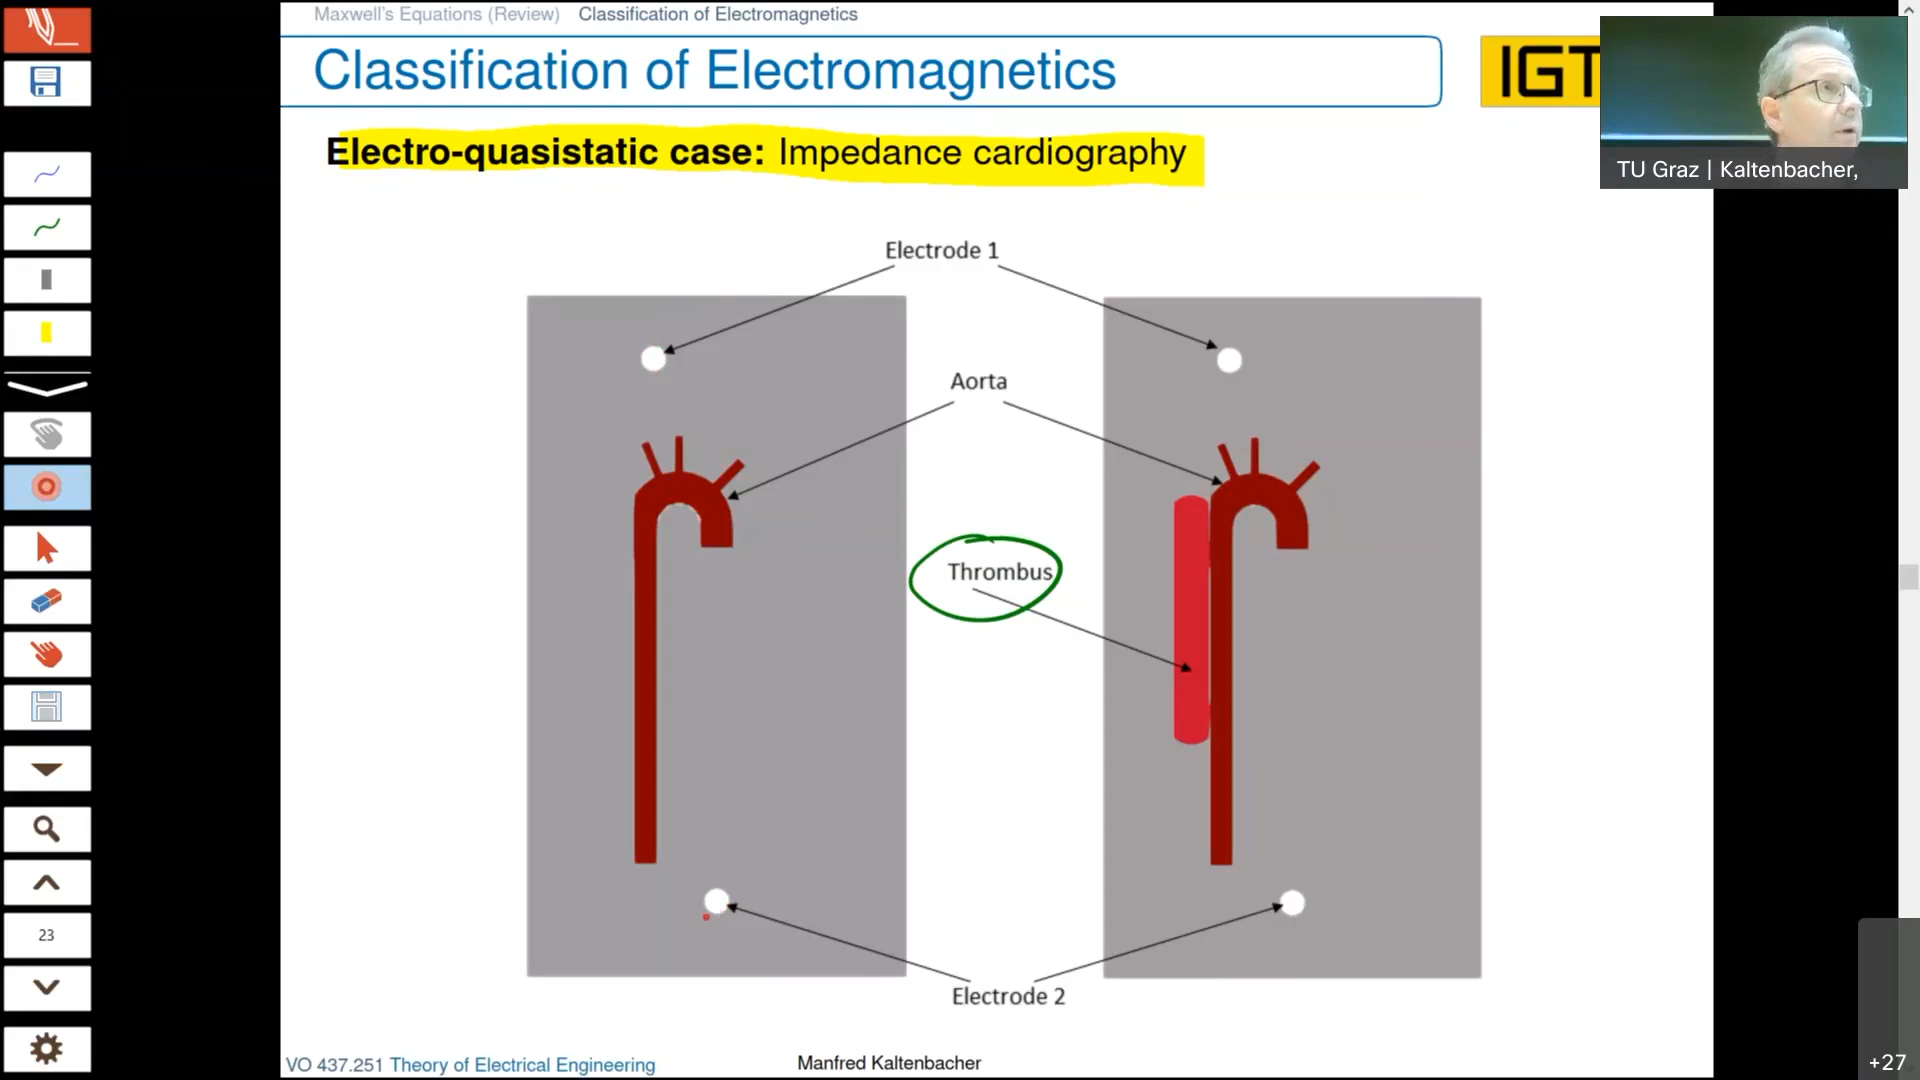 Maxwell's Equations (Review) Classification of Electromagnetics
Classification of Electromagnetics
IGT
TU Graz | Kaltenbacher,
Electro-quasistatic case: Impedance cardiography
Electrode 1
Aorta
Thrombus
Electrode 2
23
VO 437.251 Theory of Electrical Engineering
Manfred Kaltenbacher
+27